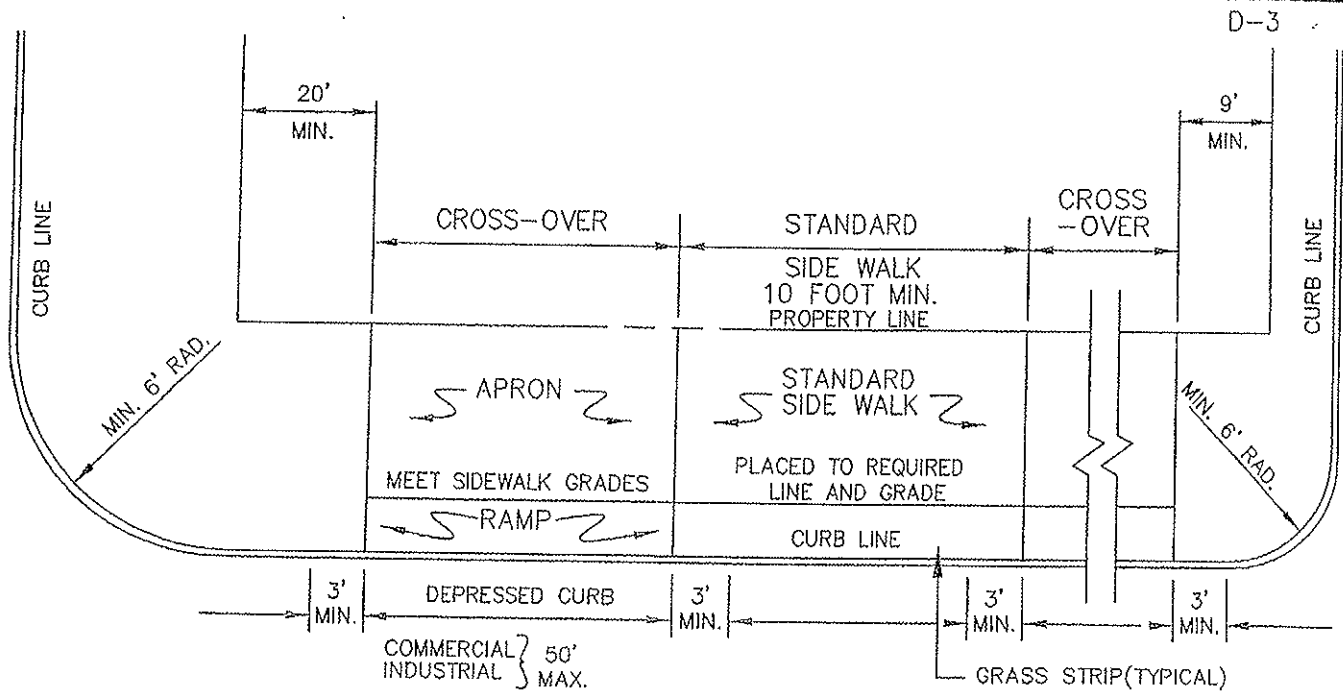 D-3
20'
MIN.
9'
MIN.
CURB LINE
CROSS-OVER
STANDARD
CROSS
-OVER
CURB LINE
SIDE WALK
10 FOOT MIN.
PROPERTY LINE
MIN. 6' RAD.
APRON
STANDARD
SIDE WALK
MIN. 6' RAD.
MEET SIDEWALK GRADES
PLACED TO REQUIRED
LINE AND GRADE
RAMP
CURB LINE
3'
MIN.
DEPRESSED CURB
3'
MIN.
3'
MIN.
3'
MIN.
COMMERCIAL
INDUSTRIAL
50'
MAX.
GRASS STRIP(TYPICAL)